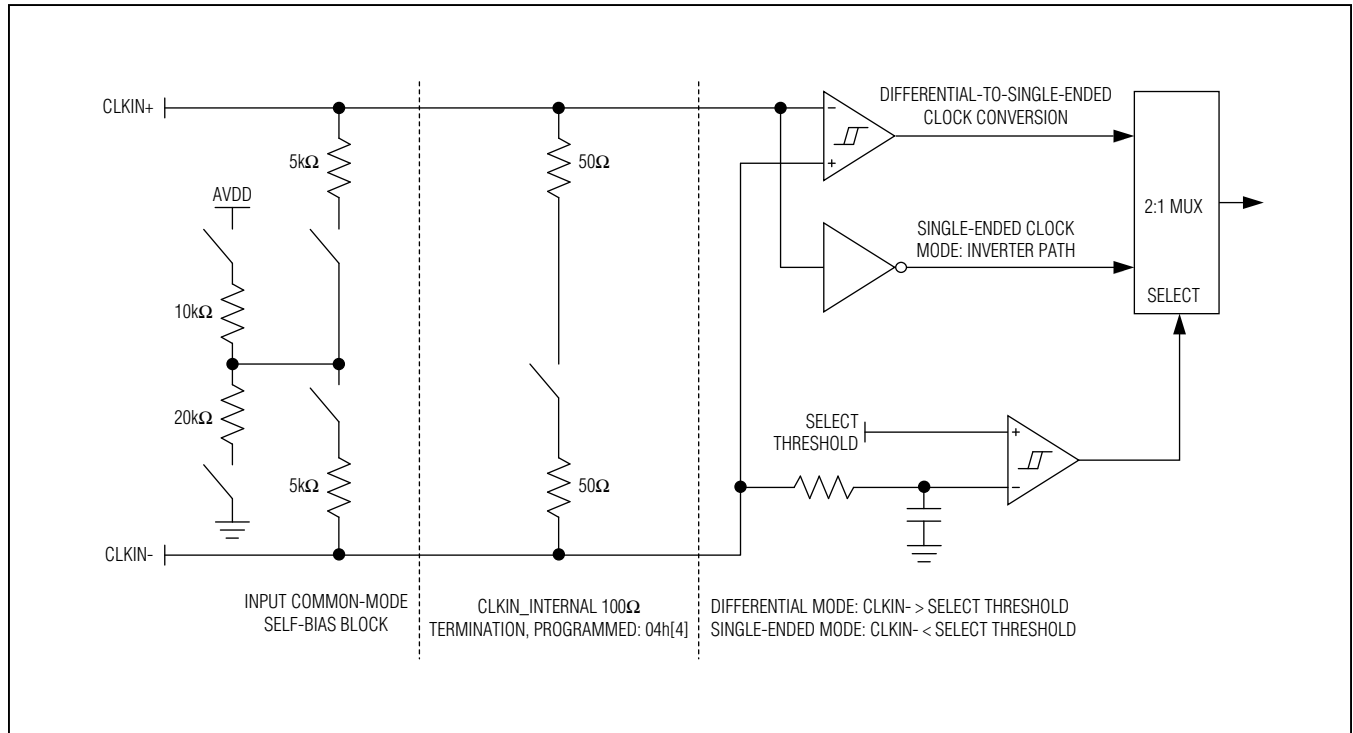 CLKIN+
5kΩ
50Ω
−
+
DIFFERENTIAL-TO-SINGLE-ENDED
CLOCK CONVERSION
AVDD
2:1 MUX
SINGLE-ENDED CLOCK
MODE: INVERTER PATH
SELECT
10kΩ
20kΩ
SELECT
THRESHOLD
+
−
5kΩ
50Ω
CLKIN-
INPUT COMMON-MODE
SELF-BIAS BLOCK
CLKIN_INTERNAL 100Ω
TERMINATION, PROGRAMMED: 04h[4]
DIFFERENTIAL MODE: CLKIN- > SELECT THRESHOLD
SINGLE-ENDED MODE: CLKIN- < SELECT THRESHOLD